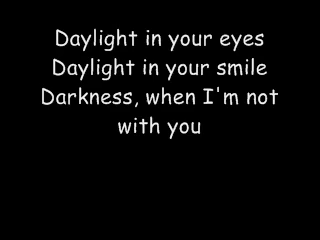 Daylight in your eyes
Daylight in your smile
Darkness, when I'm not
with you